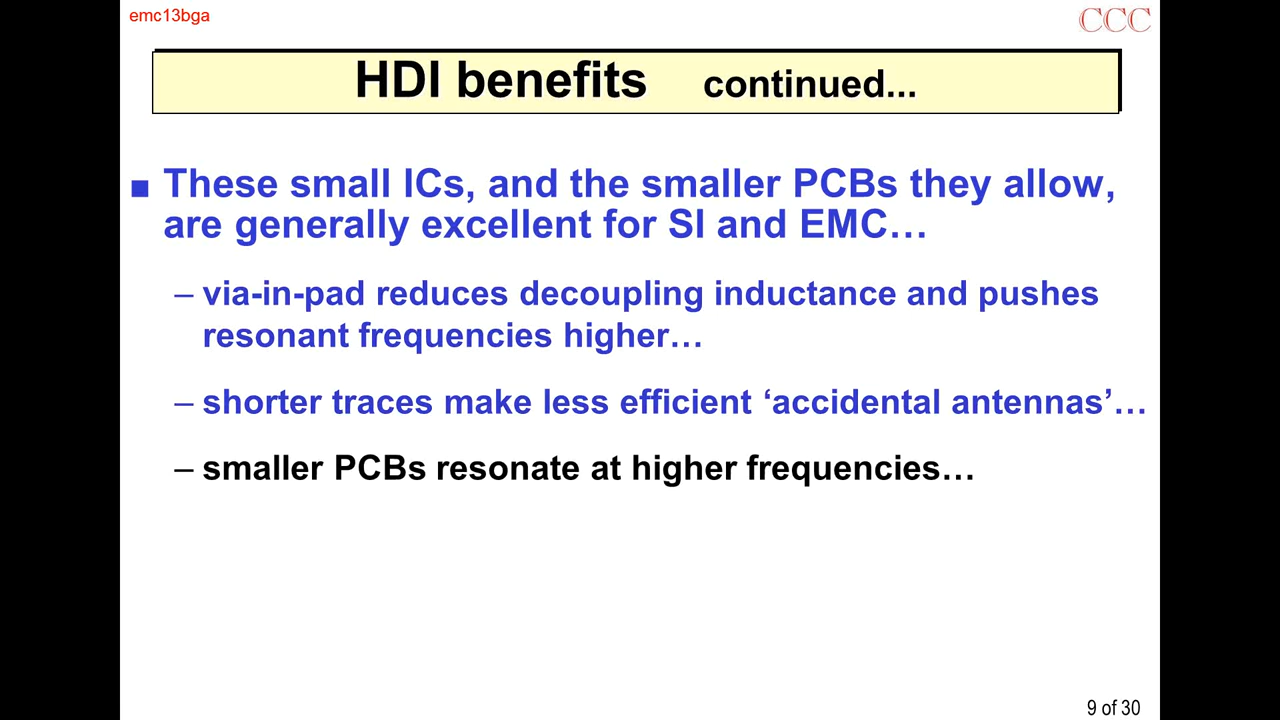 emc13bga
CCC
HDI benefits continued...
■ These small ICs, and the smaller PCBs they allow,
are generally excellent for SI and EMC…
– via-in-pad reduces decoupling inductance and pushes
resonant frequencies higher…
– shorter traces make less efficient ‘accidental antennas’…
– smaller PCBs resonate at higher frequencies…
9 of 30